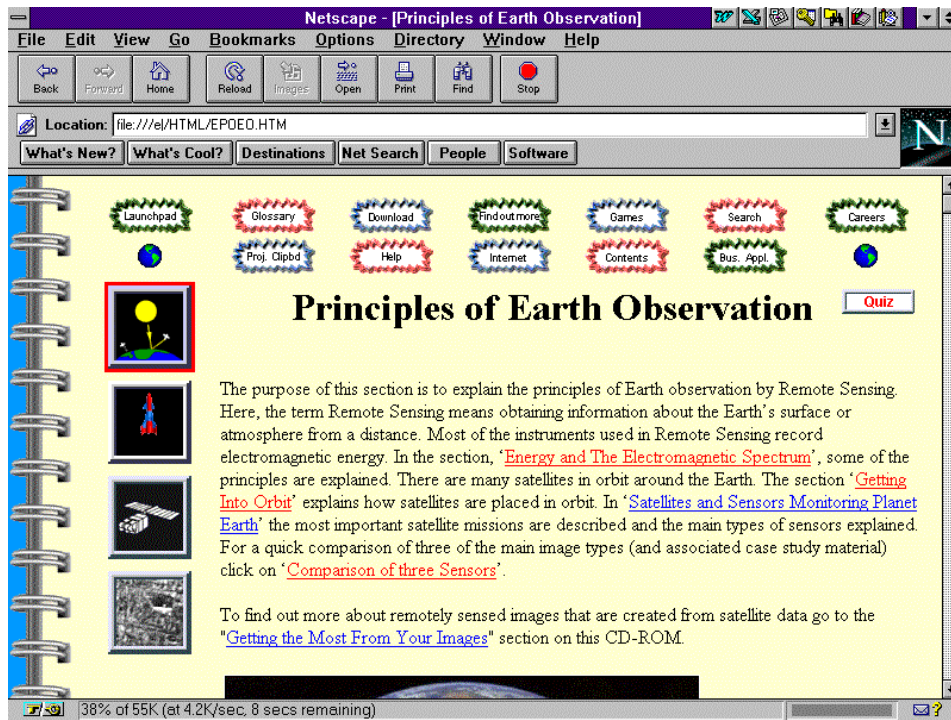 Netscape - [Principles of Earth Observation]
File Edit View Go Bookmarks Options Directory Window Help
Back Forward Home Reload Images Open Print Find Stop
Location: file:///e|/HTML/EPOEO.HTM
N
What's New? What's Cool? Destinations Net Search People Software
Launchpad Glossary Download Find out more Games Search Careers
Proj. Clipbd Help Internet Contents Bus. Appl.
Principles of Earth Observation
Quiz
The purpose of this section is to explain the principles of Earth observation by Remote Sensing.
Here, the term Remote Sensing means obtaining information about the Earth's surface or
atmosphere from a distance. Most of the instruments used in Remote Sensing record
electromagnetic energy. In the section, ‘Energy and The Electromagnetic Spectrum’, some of the
principles are explained. There are many satellites in orbit around the Earth. The section ‘Getting
Into Orbit’ explains how satellites are placed in orbit. In ‘Satellites and Sensors Monitoring Planet
Earth’ the most important satellite missions are described and the main types of sensors explained.
For a quick comparison of three of the main image types (and associated case study material)
click on ‘Comparison of three Sensors’.
To find out more about remotely sensed images that are created from satellite data go to the
"Getting the Most From Your Images" section on this CD-ROM.
38% of 55K (at 4.2K/sec, 8 secs remaining)